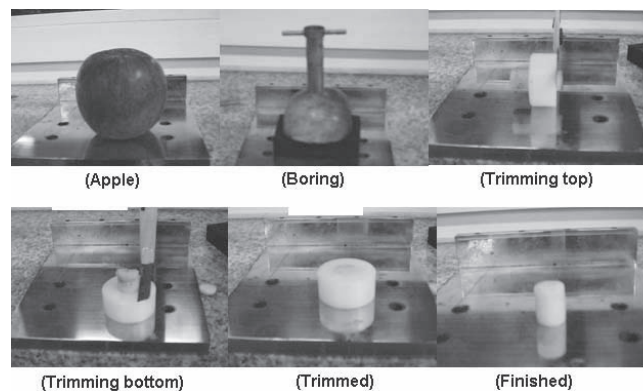 (Apple)
(Boring)
(Trimming top)
(Trimming bottom)
(Trimmed)
(Finished)